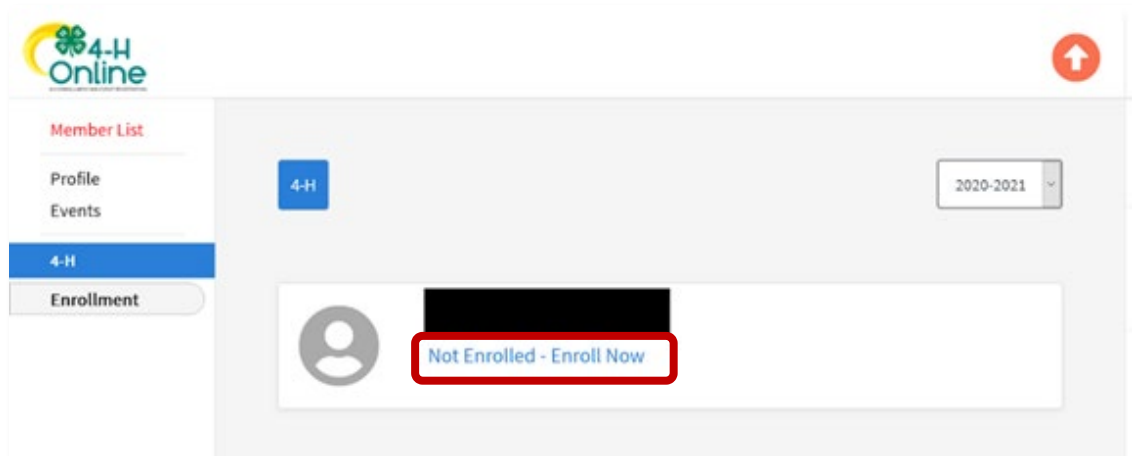 4-H
Online
Member List
Profile
Events
4-H
Enrollment
4-H
2020-2021
Not Enrolled - Enroll Now